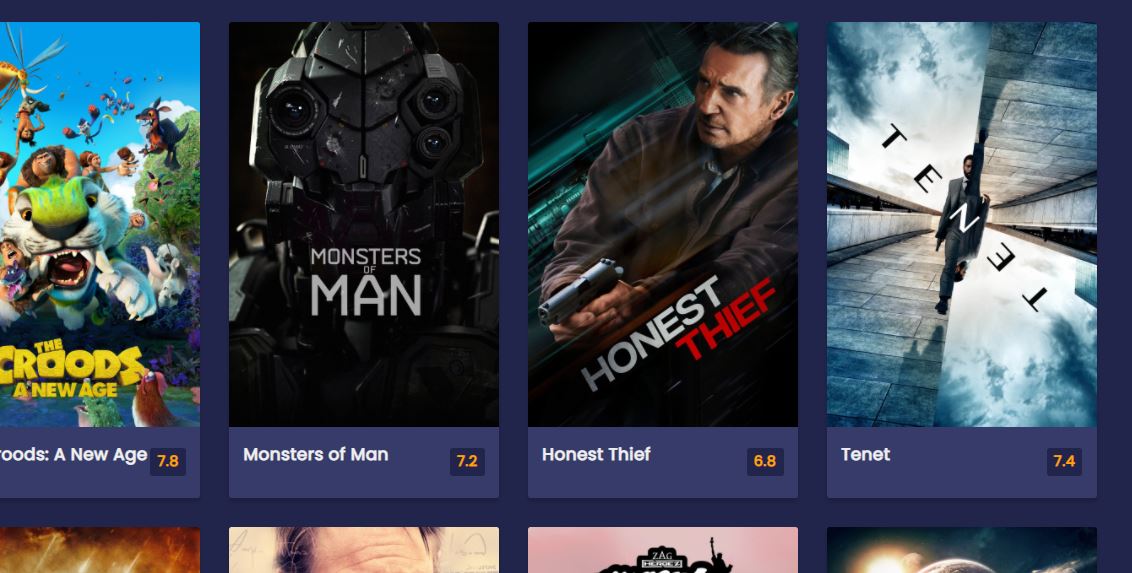 THE
CROODS
A NEW AGE
MONSTERS
OF
MAN
HONEST
THIEF
TENET
roods: A New Age 7.8
Monsters of Man 7.2
Honest Thief 6.8
Tenet 7.4
ZAG
HEROEZ